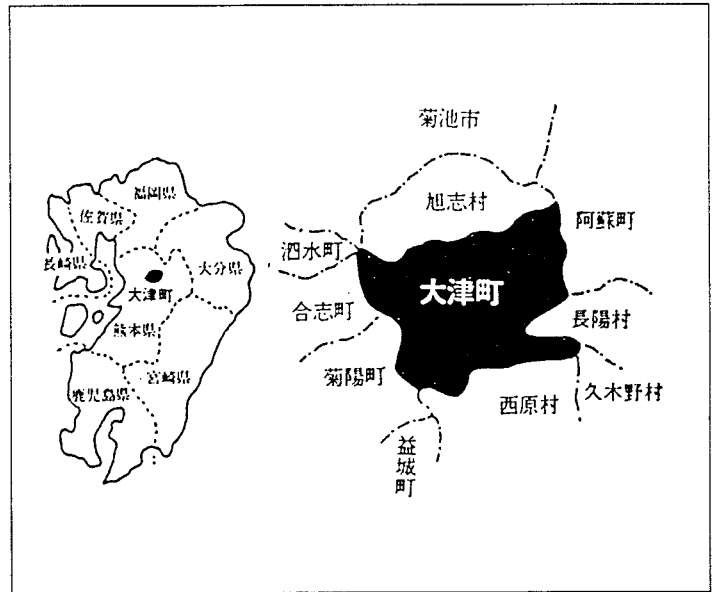 福岡県
佐賀県
長崎県
大分県
大津町
熊本県
宮崎県
鹿児島県
菊池市
旭志村
阿蘇町
泗水町
大津町
合志町
長陽村
菊陽町
西原村
久木野村
益城町